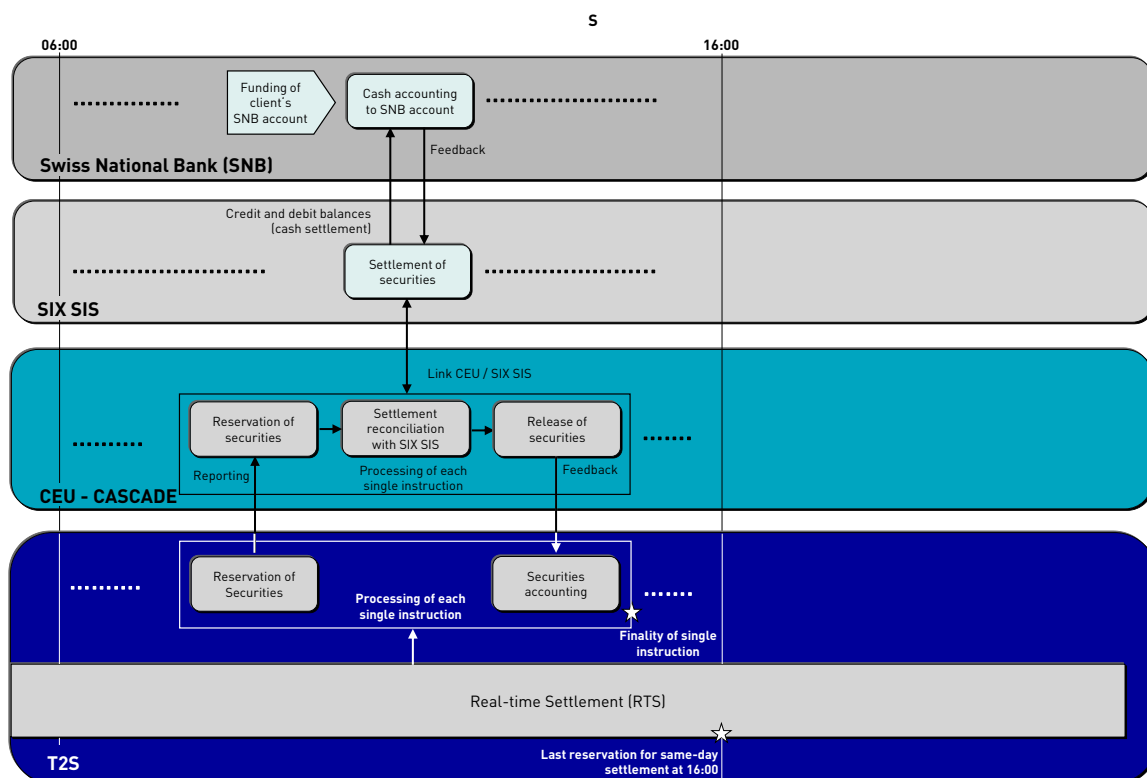 S
06:00
16:00
Funding of
client's
SNB account
Cash accounting
to SNB account
Feedback
Swiss National Bank (SNB)
Credit and debit balances
(cash settlement)
Settlement of
securities
SIX SIS
Link CEU / SIX SIS
Reservation of
securities
Settlement
reconciliation
with SIX SIS
Release of
securities
Reporting
Processing of each
single instruction
Feedback
CEU - CASCADE
Reservation of
Securities
Processing of each
single instruction
Securities
accounting
Finality of single
instruction
Real-time Settlement (RTS)
T2S
Last reservation for same-day
settlement at 16:00